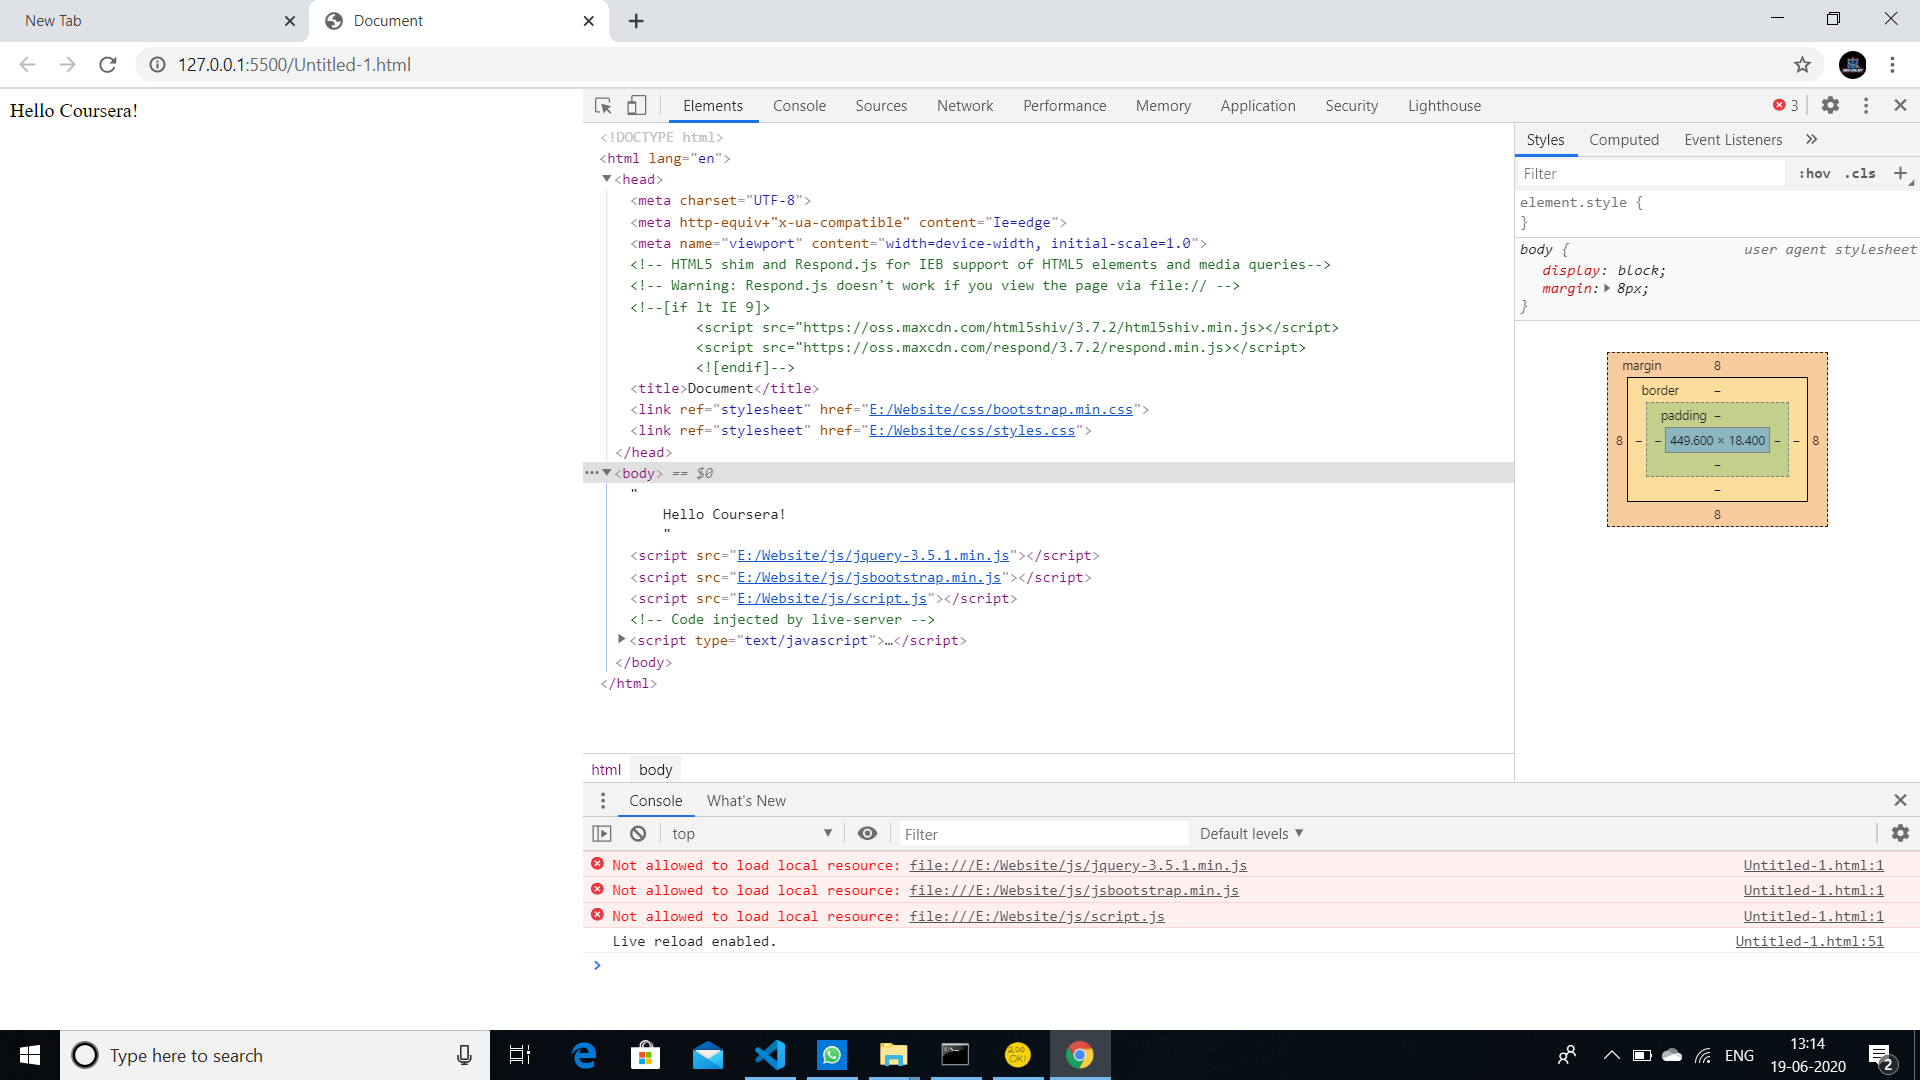 New Tab
Document
127.0.0.1:5500/Untitled-1.html
Hello Coursera!
Elements Console Sources Network Performance Memory Application Security Lighthouse 3
<!DOCTYPE html>
<html lang="en">
<head>
<meta charset="UTF-8">
<meta http-equiv+"x-ua-compatible" content="Ie=edge">
<meta name="viewport" content="width=device-width, initial-scale=1.0">
<!-- HTML5 shim and Respond.js for IEB support of HTML5 elements and media queries-->
<!-- Warning: Respond.js doesn't work if you view the page via file:// -->
<!--[if lt IE 9]>
<script src="https://oss.maxcdn.com/html5shiv/3.7.2/html5shiv.min.js></script>
<script src="https://oss.maxcdn.com/respond/3.7.2/respond.min.js></script>
<![endif]-->
<title>Document</title>
<link ref="stylesheet" href="E:/Website/css/bootstrap.min.css">
<link ref="stylesheet" href="E:/Website/css/styles.css">
</head>
<body> == $0
"
Hello Coursera!
"
<script src="E:/Website/js/jquery-3.5.1.min.js"></script>
<script src="E:/Website/js/jsbootstrap.min.js"></script>
<script src="E:/Website/js/script.js"></script>
<!-- Code injected by live-server -->
<script type="text/javascript">…</script>
</body>
</html>
html body
Styles Computed Event Listeners
Filter :hov .cls
element.style {
}
body { user agent stylesheet
display: block;
margin: 8px;
}
margin 8
border –
padding –
8 – – 449.600 × 18.400 – – 8
–
–
8
Console What's New
top Filter Default levels
Not allowed to load local resource: file:///E:/Website/js/jquery-3.5.1.min.js Untitled-1.html:1
Not allowed to load local resource: file:///E:/Website/js/jsbootstrap.min.js Untitled-1.html:1
Not allowed to load local resource: file:///E:/Website/js/script.js Untitled-1.html:1
Live reload enabled. Untitled-1.html:51
Type here to search
200
OK!
ENG
13:14
19-06-2020
2